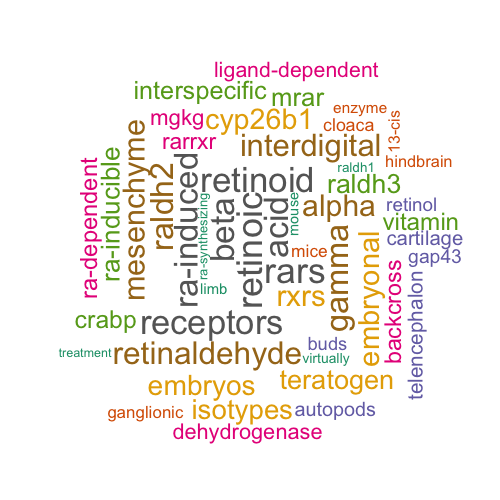 ligand-dependent
interspecific
mrar
enzyme
mgkg
cyp26b1
cloaca
13-cis
rarrxr
interdigital
hindbrain
raldh1
retinoid
raldh3
ra-dependent
ra-inducible
mesenchyme
raldh2
ra-induced
ra-synthesizing
beta
retinoic
acid
mouse
alpha
retinol
vitamin
cartilage
gap43
mice
rars
gamma
embryonal
backcross
telencephalon
limb
rxrs
crabp
receptors
buds
treatment
retinaldehyde
virtually
embryos
teratogen
ganglionic
isotypes
autopods
dehydrogenase